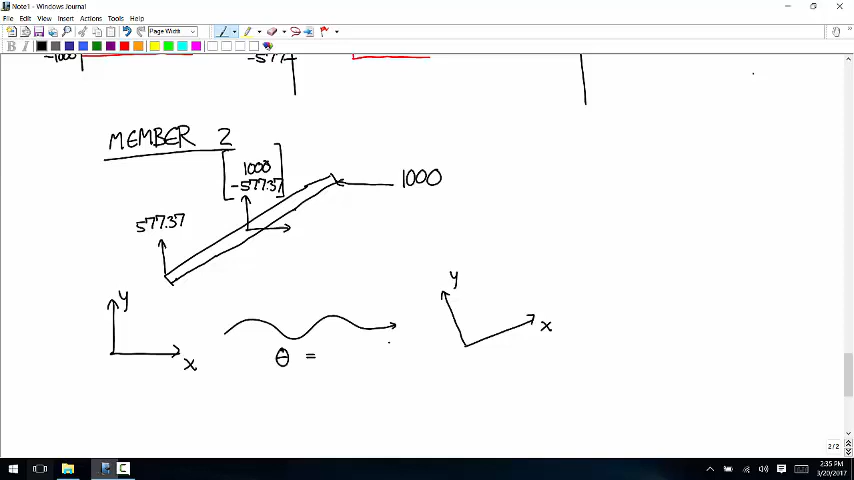 Note1 - Windows Journal
File Edit View Insert Actions Tools Help
Page Width
B I
-1000
-577
MEMBER 2
1000
-577.37
1000
577.37
y
x
θ =
y
x
2/2
2:35 PM
3/20/2017